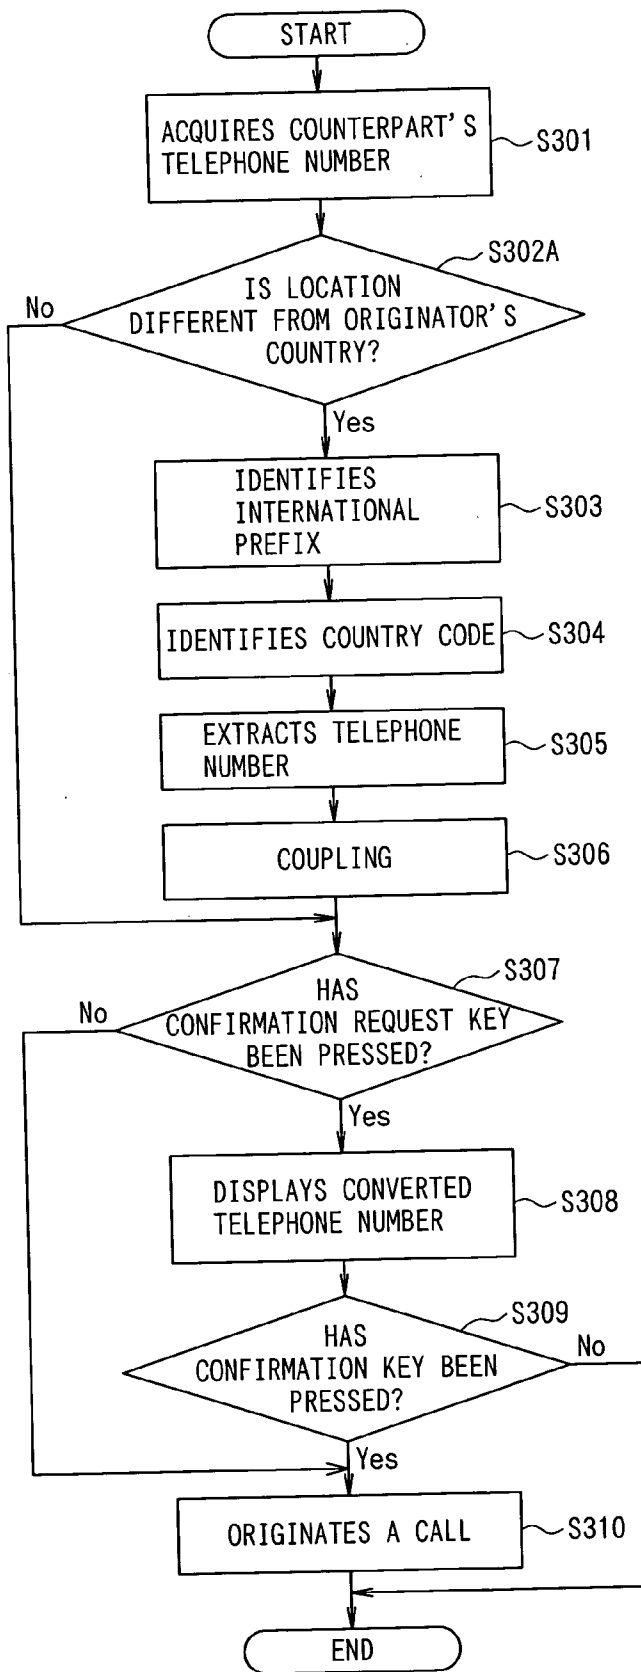 START
ACQUIRES COUNTERPART'S
TELEPHONE NUMBER
S301
S302A
IS LOCATION
DIFFERENT FROM ORIGINATOR'S
COUNTRY?
No
Yes
IDENTIFIES
INTERNATIONAL
PREFIX
S303
IDENTIFIES COUNTRY CODE
S304
EXTRACTS TELEPHONE
NUMBER
S305
COUPLING
S306
S307
HAS
CONFIRMATION REQUEST KEY
BEEN PRESSED?
No
Yes
DISPLAYS CONVERTED
TELEPHONE NUMBER
S308
S309
HAS
CONFIRMATION KEY BEEN
PRESSED?
No
Yes
ORIGINATES A CALL
S310
END